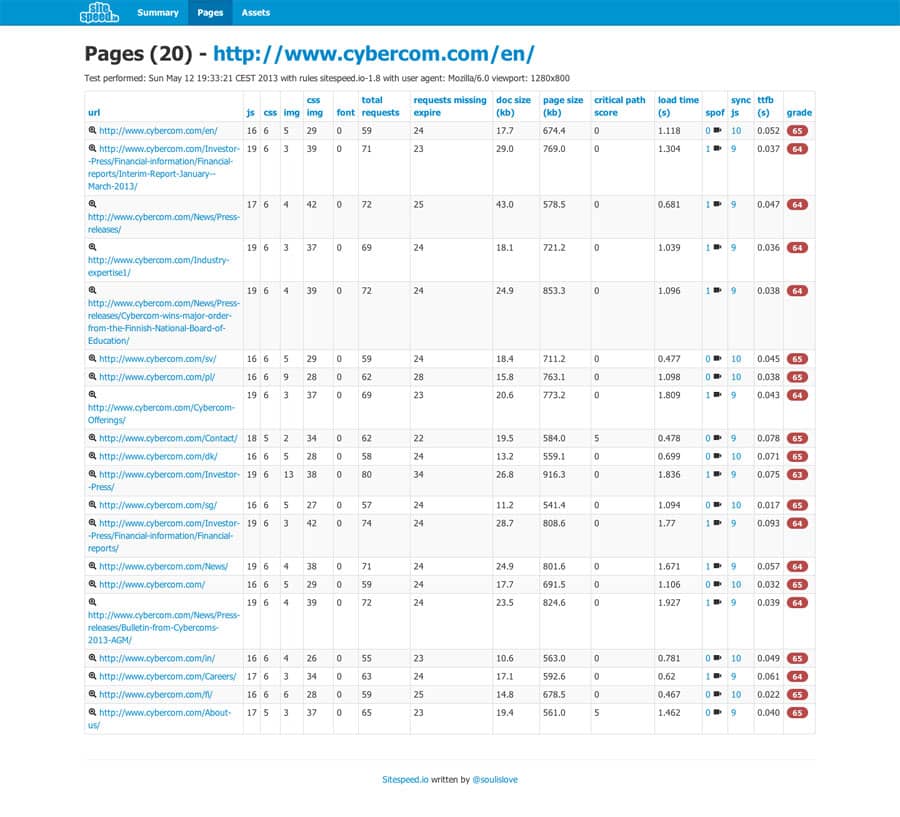 site speed.io Summary Pages Assets
Pages (20) - http://www.cybercom.com/en/
Test performed: Sun May 12 19:33:21 CEST 2013 with rules sitespeed.io-1.8 with user agent: Mozilla/6.0 viewport: 1280x800
url js css img css img font total requests requests missing expire doc size (kb) page size (kb) critical path score load time (s) spof sync js ttfb (s) grade
http://www.cybercom.com/en/ 16 6 5 29 0 59 24 17.7 674.4 0 1.118 0 10 0.052 65
http://www.cybercom.com/Investor- 19 6 3 39 0 71 23 29.0 769.0 0 1.304 1 9 0.037 64
-Press/Financial-information/Financial-
reports/Interim-Report-January--
March-2013/
17 6 4 42 0 72 25 43.0 578.5 0 0.681 1 9 0.047 64
http://www.cybercom.com/News/Press-
releases/
19 6 3 37 0 69 24 18.1 721.2 0 1.039 1 9 0.036 64
http://www.cybercom.com/Industry-
expertise1/
19 6 4 39 0 72 24 24.9 853.3 0 1.096 1 9 0.038 64
http://www.cybercom.com/News/Press-
releases/Cybercom-wins-major-order-
from-the-Finnish-National-Board-of-
Education/
http://www.cybercom.com/sv/ 16 6 5 29 0 59 24 18.4 711.2 0 0.477 0 10 0.045 65
http://www.cybercom.com/pl/ 16 6 9 28 0 62 28 15.8 763.1 0 1.098 0 10 0.038 65
19 6 3 37 0 69 23 20.6 773.2 0 1.809 1 9 0.043 64
http://www.cybercom.com/Cybercom-
Offerings/
http://www.cybercom.com/Contact/ 18 5 2 34 0 62 22 19.5 584.0 5 0.478 0 9 0.078 65
http://www.cybercom.com/dk/ 16 6 5 28 0 58 24 13.2 559.1 0 0.699 0 10 0.071 65
http://www.cybercom.com/Investor- 19 6 13 38 0 80 34 26.8 916.3 0 1.836 1 9 0.075 63
-Press/
http://www.cybercom.com/sg/ 16 6 5 27 0 57 24 11.2 541.4 0 1.094 0 10 0.017 65
http://www.cybercom.com/Investor- 19 6 3 42 0 74 24 28.7 808.6 0 1.77 1 9 0.093 64
-Press/Financial-information/Financial-
reports/
http://www.cybercom.com/News/ 19 6 4 38 0 71 24 24.9 801.6 0 1.671 1 9 0.057 64
http://www.cybercom.com/ 16 6 5 29 0 59 24 17.7 691.5 0 1.106 0 10 0.032 65
19 6 4 39 0 72 24 23.5 824.6 0 1.927 1 9 0.039 64
http://www.cybercom.com/News/Press-
releases/Bulletin-from-Cybercoms-
2013-AGM/
http://www.cybercom.com/in/ 16 6 4 26 0 55 23 10.6 563.0 0 0.781 0 10 0.049 65
http://www.cybercom.com/Careers/ 17 6 3 34 0 63 24 17.1 592.6 0 0.62 1 9 0.061 64
http://www.cybercom.com/fi/ 16 6 6 28 0 59 25 14.8 678.5 0 0.467 0 10 0.022 65
http://www.cybercom.com/About- 17 5 3 37 0 65 23 19.4 561.0 5 1.462 0 9 0.040 65
us/
Sitespeed.io written by @soulislove